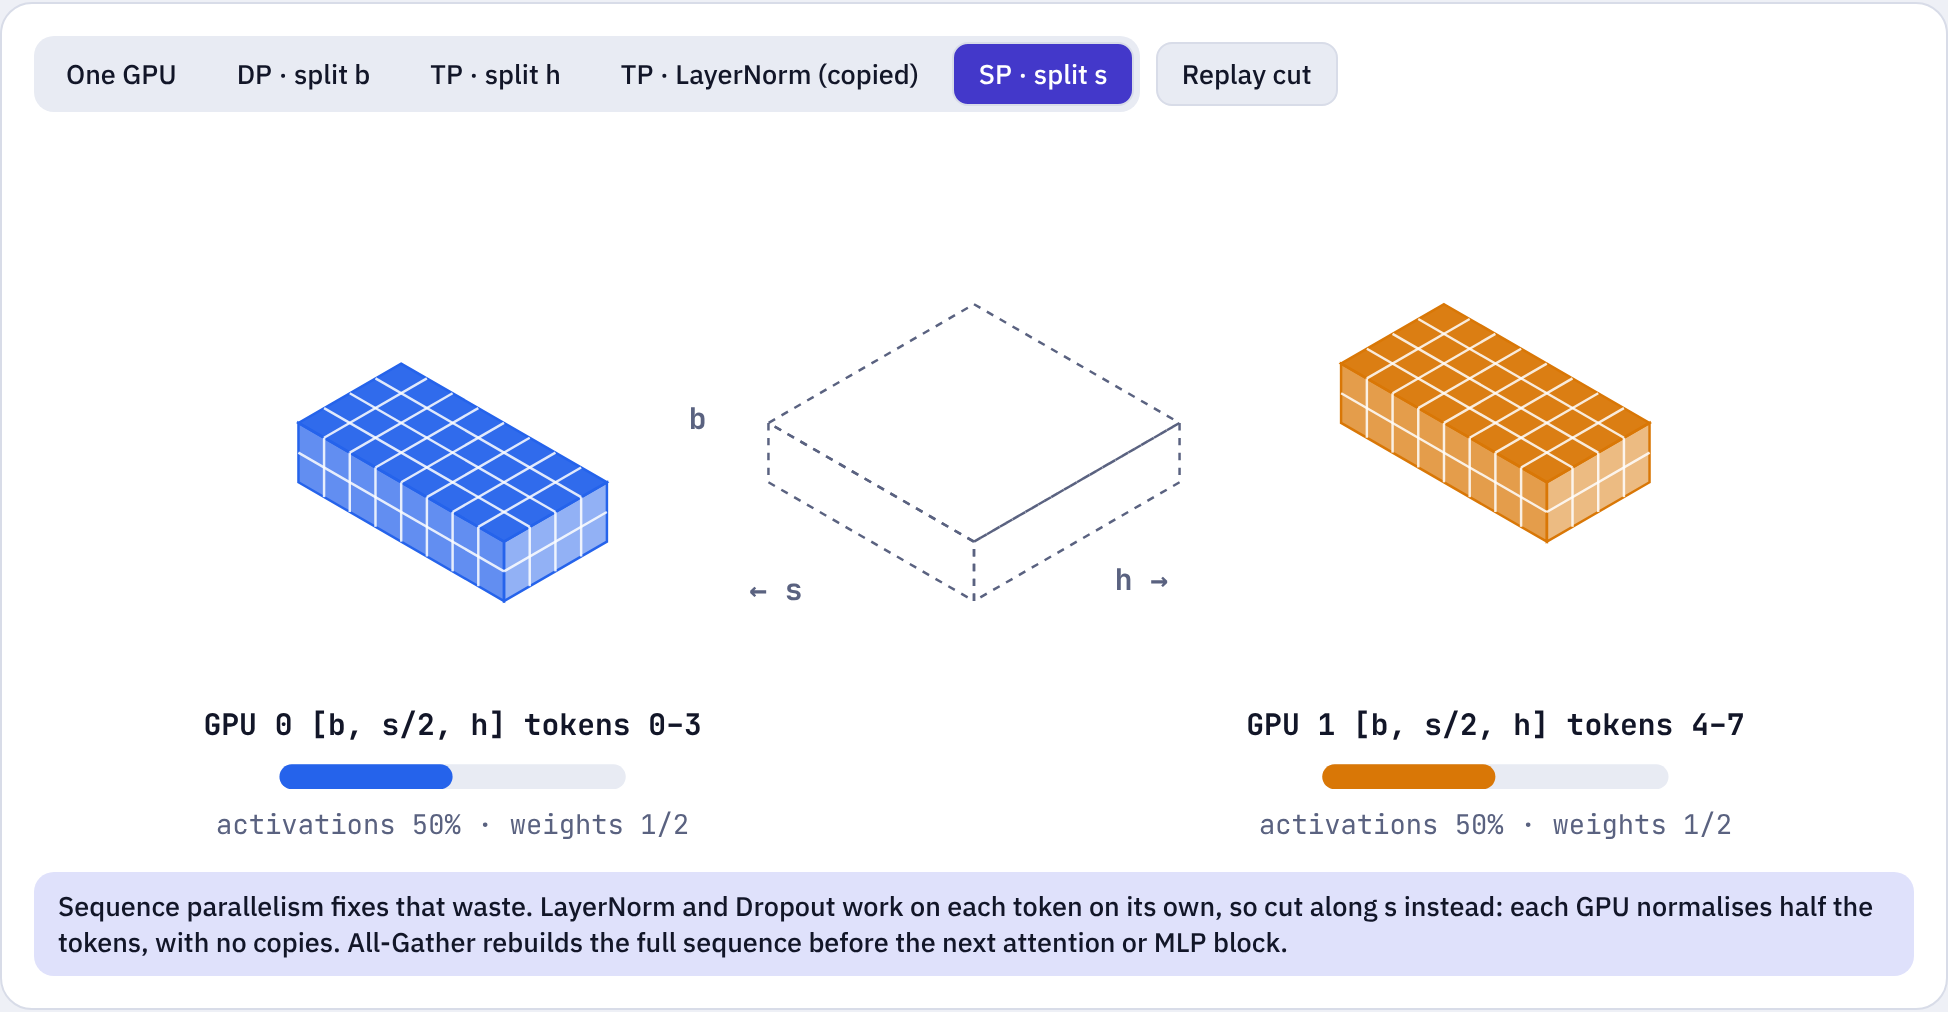 One GPU
DP · split b
TP · split h
TP · LayerNorm (copied)
SP · split s
Replay cut
b
← s
h →
GPU 0 [b, s/2, h] tokens 0–3
activations 50% · weights 1/2
GPU 1 [b, s/2, h] tokens 4–7
activations 50% · weights 1/2
Sequence parallelism fixes that waste. LayerNorm and Dropout work on each token on its own, so cut along s instead: each GPU normalises half the
tokens, with no copies. All-Gather rebuilds the full sequence before the next attention or MLP block.